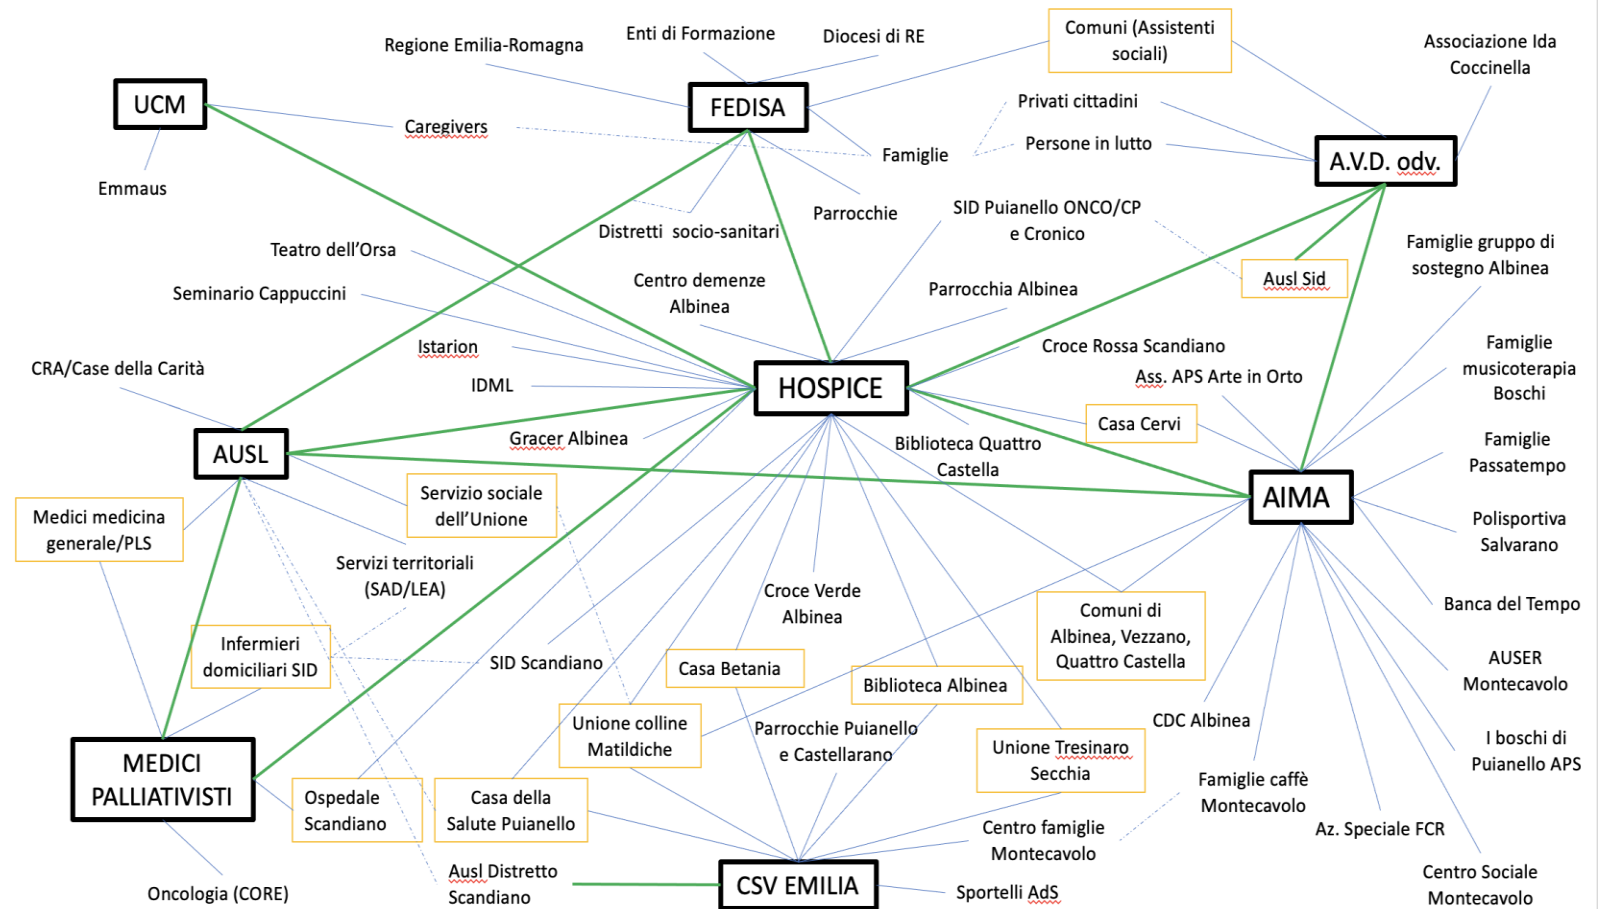 Regione Emilia-Romagna
Enti di Formazione
Diocesi di RE
Comuni (Assistenti
sociali)
Associazione Ida
Coccinella
UCM
FEDISA
Privati cittadini
Caregivers
Famiglie
Persone in lutto
A.V.D. odv.
Emmaus
Parrocchie
SID Puianello ONCO/CP
e Cronico
Distretti socio-sanitari
Teatro dell'Orsa
Famiglie gruppo di
sostegno Albinea
Centro demenze
Albinea
Ausl Sid
Seminario Cappuccini
Parrocchia Albinea
Istarion
Croce Rossa Scandiano
Famiglie
musicoterapia
Boschi
CRA/Case della Carità
IDML
HOSPICE
Ass. APS Arte in Orto
Casa Cervi
Gracer Albinea
Biblioteca Quattro
Castella
AUSL
Famiglie
Passatempo
Servizio sociale
dell'Unione
AIMA
Medici medicina
generale/PLS
Polisportiva
Salvarano
Servizi territoriali
(SAD/LEA)
Croce Verde
Albinea
Comuni di
Albinea, Vezzano,
Quattro Castella
Banca del Tempo
Infermieri
domiciliari SID
SID Scandiano
Casa Betania
Biblioteca Albinea
AUSER
Montecavolo
Unione colline
Matildiche
Parrocchie Puianello
e Castellarano
CDC Albinea
Unione Tresinaro
Secchia
I boschi di
Puianello APS
MEDICI
PALLIATIVISTI
Ospedale
Scandiano
Casa della
Salute Puianello
Famiglie caffè
Montecavolo
Centro famiglie
Montecavolo
Az. Speciale FCR
Oncologia (CORE)
Ausl Distretto
Scandiano
CSV EMILIA
Sportelli AdS
Centro Sociale
Montecavolo